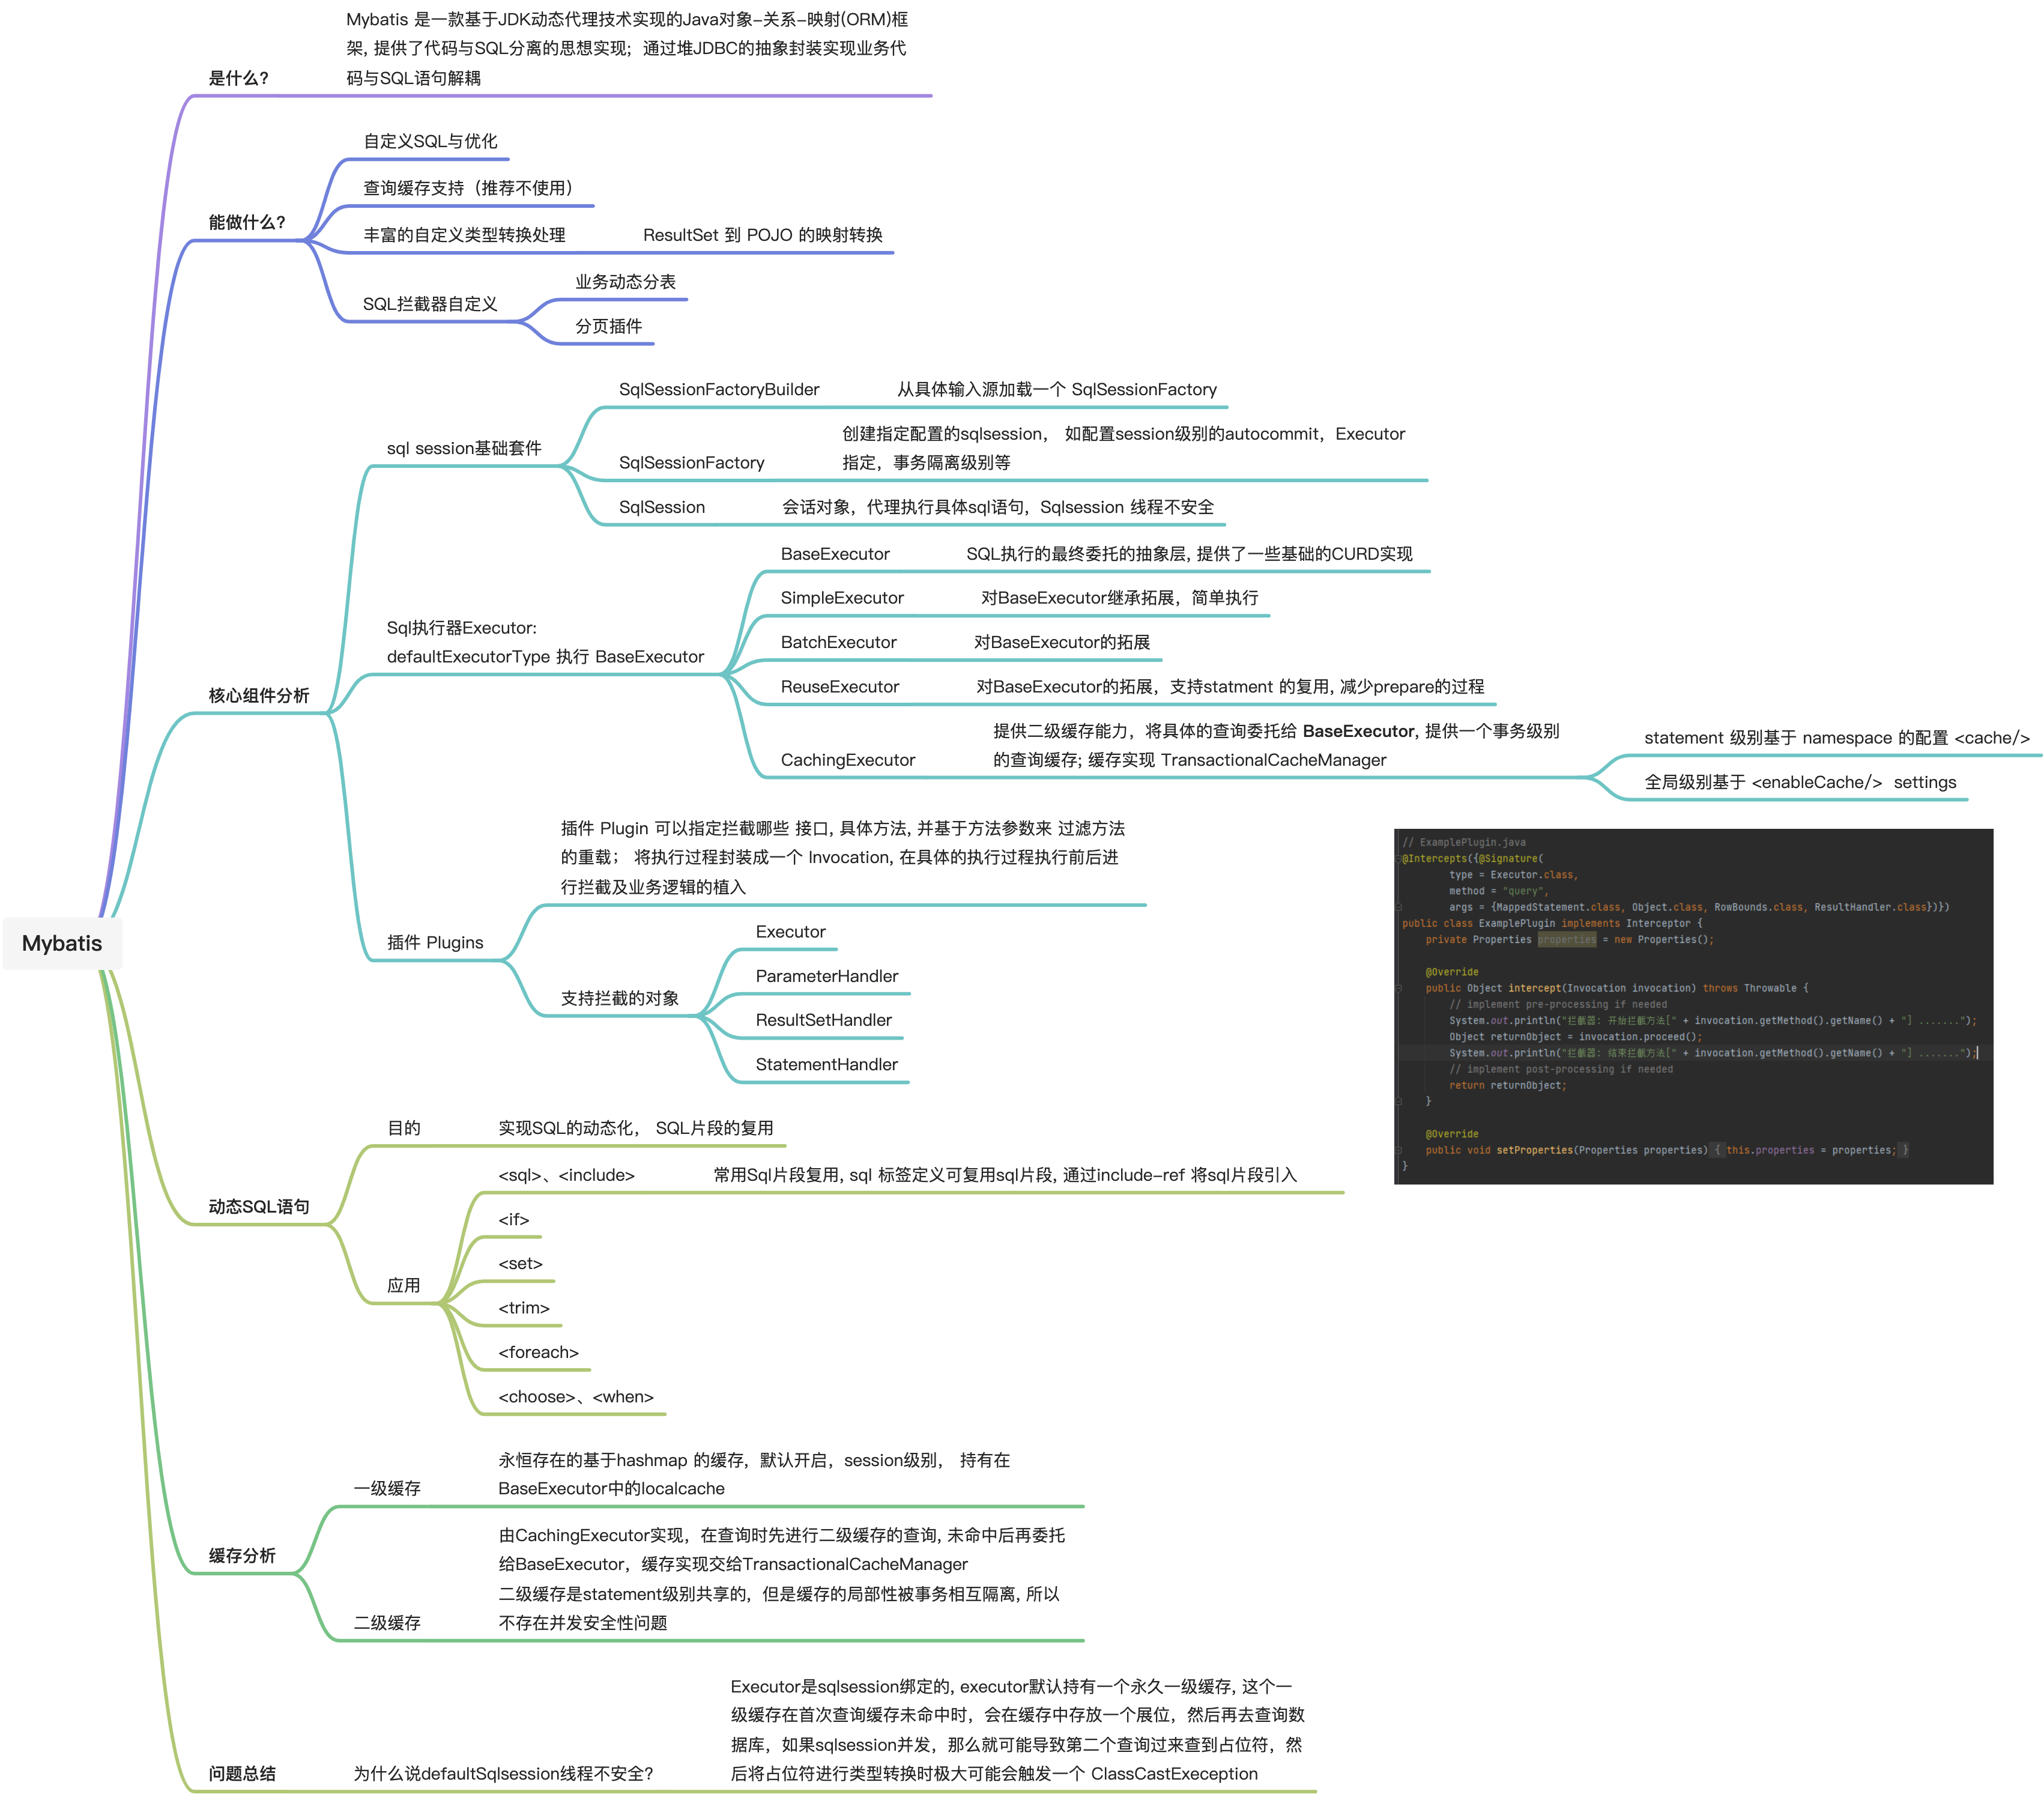 Mybatis
是什么?
Mybatis 是一款基于JDK动态代理技术实现的Java对象-关系-映射(ORM)框
架, 提供了代码与SQL分离的思想实现；通过堆JDBC的抽象封装实现业务代
码与SQL语句解耦
能做什么?
自定义SQL与优化
查询缓存支持（推荐不使用）
丰富的自定义类型转换处理
ResultSet 到 POJO 的映射转换
SQL拦截器自定义
业务动态分表
分页插件
核心组件分析
sql session基础套件
SqlSessionFactoryBuilder
从具体输入源加载一个 SqlSessionFactory
SqlSessionFactory
创建指定配置的sqlsession， 如配置session级别的autocommit，Executor
指定，事务隔离级别等
SqlSession
会话对象，代理执行具体sql语句，Sqlsession 线程不安全
Sql执行器Executor:
defaultExecutorType 执行 BaseExecutor
BaseExecutor
SQL执行的最终委托的抽象层, 提供了一些基础的CURD实现
SimpleExecutor
对BaseExecutor继承拓展，简单执行
BatchExecutor
对BaseExecutor的拓展
ReuseExecutor
对BaseExecutor的拓展，支持statment 的复用, 减少prepare的过程
CachingExecutor
提供二级缓存能力，将具体的查询委托给 BaseExecutor, 提供一个事务级别
的查询缓存; 缓存实现 TransactionalCacheManager
statement 级别基于 namespace 的配置 <cache/>
全局级别基于 <enableCache/>  settings
插件 Plugins
插件 Plugin 可以指定拦截哪些 接口, 具体方法, 并基于方法参数来 过滤方法
的重载； 将执行过程封装成一个 Invocation, 在具体的执行过程执行前后进
行拦截及业务逻辑的植入
支持拦截的对象
Executor
ParameterHandler
ResultSetHandler
StatementHandler
// ExamplePlugin.java
@Intercepts({@Signature(
type = Executor.class,
method = "query",
args = {MappedStatement.class, Object.class, RowBounds.class, ResultHandler.class})})
public class ExamplePlugin implements Interceptor {
private Properties properties = new Properties();
@Override
public Object intercept(Invocation invocation) throws Throwable {
// implement pre-processing if needed
System.out.println("拦截器: 开始拦截方法[" + invocation.getMethod().getName() + "] .......");
Object returnObject = invocation.proceed();
System.out.println("拦截器: 结束拦截方法[" + invocation.getMethod().getName() + "] .......");
// implement post-processing if needed
return returnObject;
}
@Override
public void setProperties(Properties properties) { this.properties = properties; }
}
动态SQL语句
目的
实现SQL的动态化， SQL片段的复用
应用
<sql>、<include>
常用Sql片段复用, sql 标签定义可复用sql片段, 通过include-ref 将sql片段引入
<if>
<set>
<trim>
<foreach>
<choose>、<when>
缓存分析
一级缓存
永恒存在的基于hashmap 的缓存，默认开启，session级别， 持有在
BaseExecutor中的localcache
二级缓存
由CachingExecutor实现，在查询时先进行二级缓存的查询, 未命中后再委托
给BaseExecutor，缓存实现交给TransactionalCacheManager
二级缓存是statement级别共享的，但是缓存的局部性被事务相互隔离, 所以
不存在并发安全性问题
问题总结
为什么说defaultSqlsession线程不安全?
Executor是sqlsession绑定的, executor默认持有一个永久一级缓存, 这个一
级缓存在首次查询缓存未命中时，会在缓存中存放一个展位，然后再去查询数
据库，如果sqlsession并发，那么就可能导致第二个查询过来查到占位符，然
后将占位符进行类型转换时极大可能会触发一个 ClassCastExeception